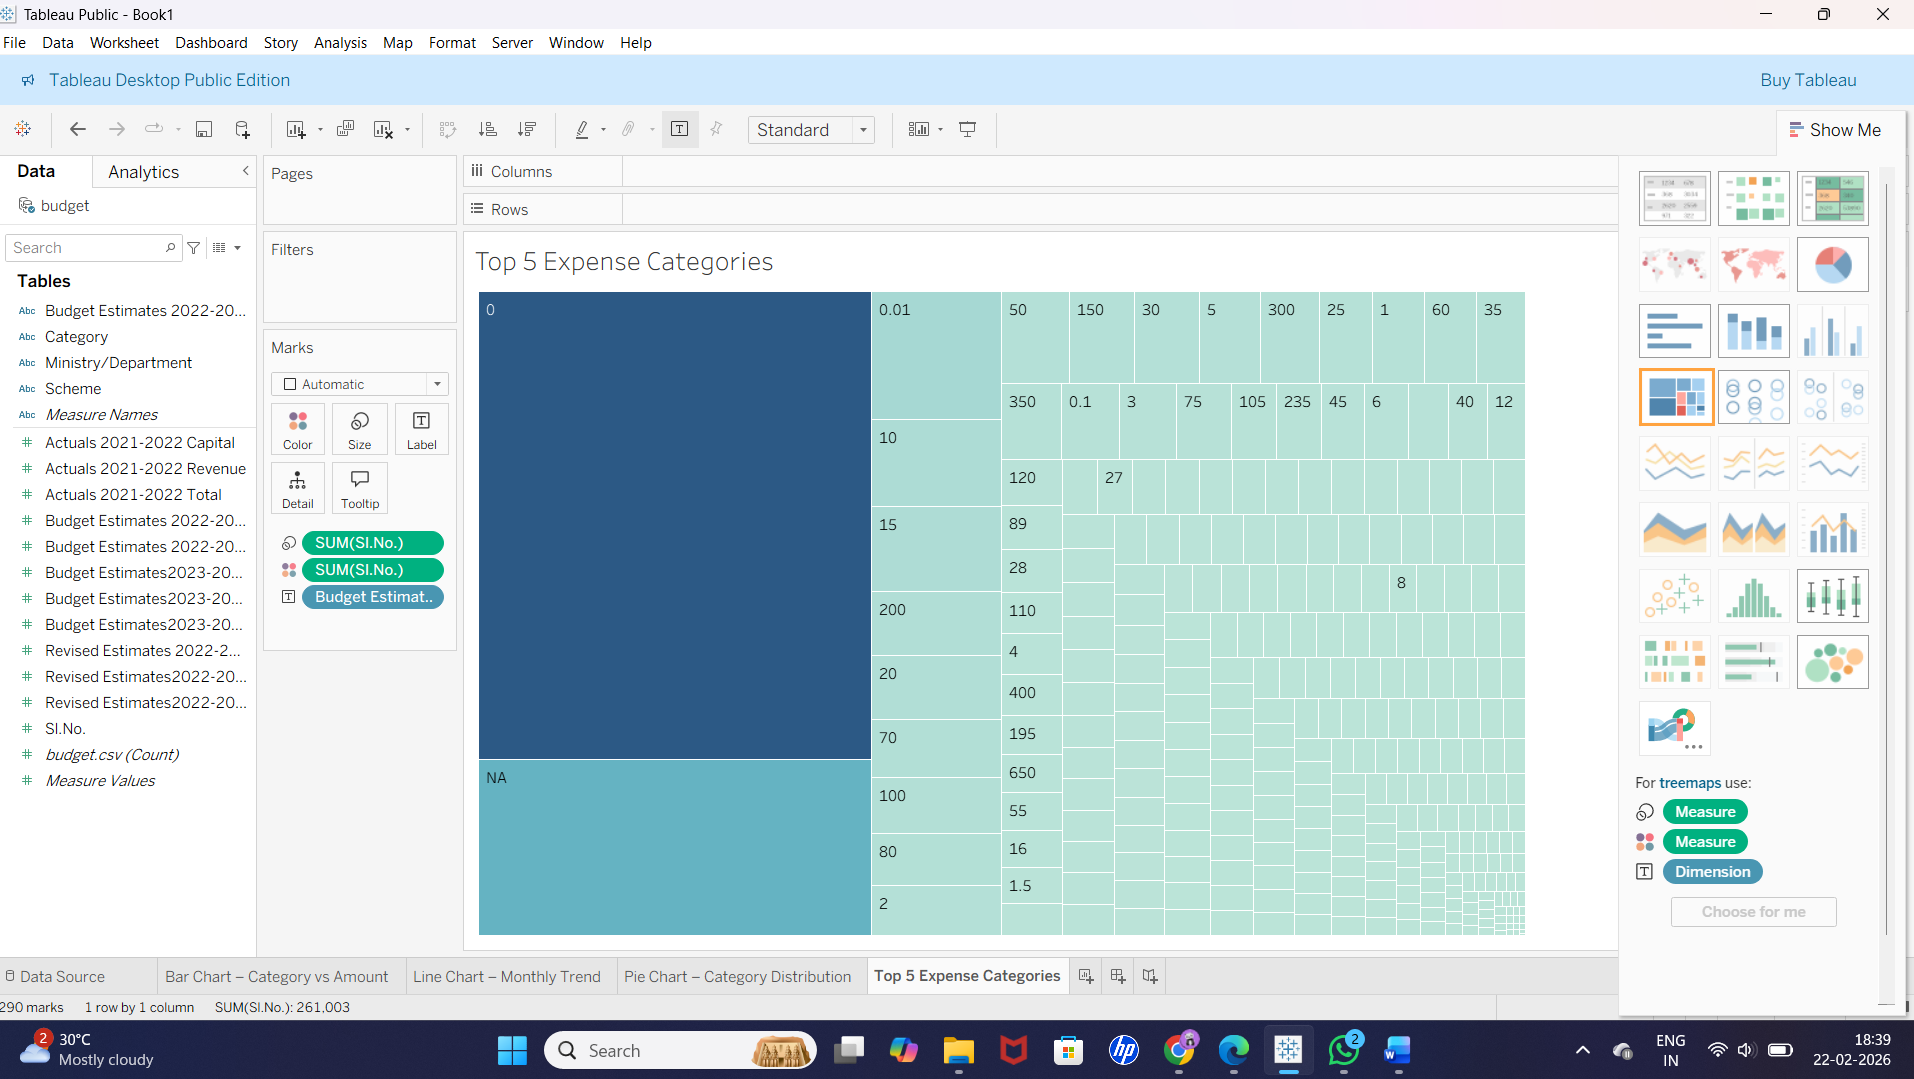 Tableau Public - Book1
File Data Worksheet Dashboard Story Analysis Map Format Server Window Help
Tableau Desktop Public Edition
Buy Tableau
Standard
Show Me
Data
Analytics
budget
Search
Tables
Abc Budget Estimates 2022-20...
Abc Category
Abc Ministry/Department
Abc Scheme
Abc Measure Names
# Actuals 2021-2022 Capital
# Actuals 2021-2022 Revenue
# Actuals 2021-2022 Total
# Budget Estimates 2022-20...
# Budget Estimates 2022-20...
# Budget Estimates2023-20...
# Budget Estimates2023-20...
# Budget Estimates2023-20...
# Revised Estimates 2022-2...
# Revised Estimates2022-20...
# Revised Estimates2022-20...
# Sl.No.
# budget.csv (Count)
# Measure Values
Pages
Filters
Marks
Automatic
Color Size Label
Detail Tooltip
SUM(Sl.No.)
SUM(Sl.No.)
Budget Estimat..
Columns
Rows
Top 5 Expense Categories
0
NA
0.01
10
15
200
20
70
100
80
2
50 150 30 5 300 25 1 60 35
350 0.1 3 75 105 235 45 6 40 12
120 27
89
28
8
110
4
400
195
650
55
16
1.5
For treemaps use:
Measure
Measure
Dimension
Choose for me
Data Source
Bar Chart – Category vs Amount
Line Chart – Monthly Trend
Pie Chart – Category Distribution
Top 5 Expense Categories
290 marks 1 row by 1 column SUM(Sl.No.): 261,003
2
30°C
Mostly cloudy
Search
hp
2
ENG
IN
18:39
22-02-2026